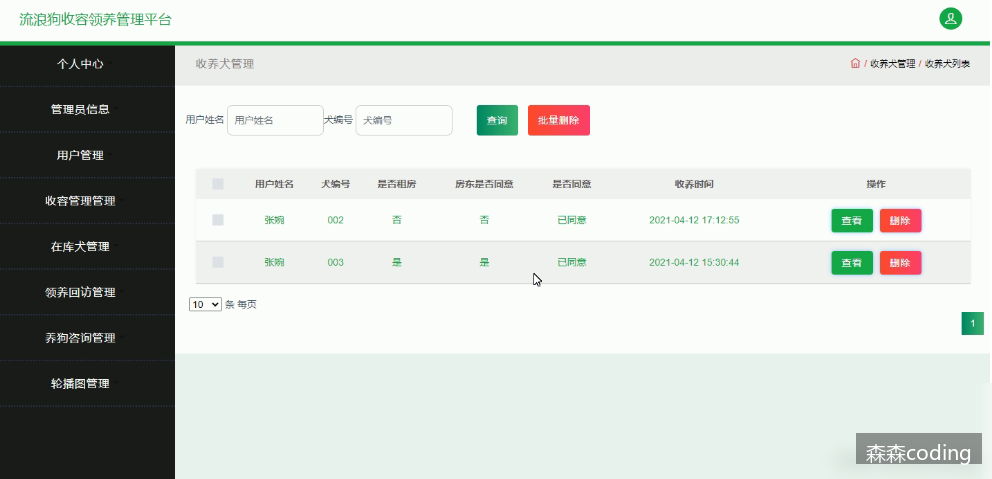 流浪狗收容领养管理平台
个人中心
管理员信息
用户管理
收容管理管理
在库犬管理
领养回访管理
养狗咨询管理
轮播图管理
收养犬管理
/ 收养犬管理 / 收养犬列表
用户姓名 用户姓名 犬编号 犬编号 查询 批量删除
用户姓名 犬编号 是否租房 房东是否同意 是否同意 收养时间 操作
张婉 002 否 否 已同意 2021-04-12 17:12:55 查看 删除
张婉 003 是 是 已同意 2021-04-12 15:30:44 查看 删除
10 条 每页
1
森森coding